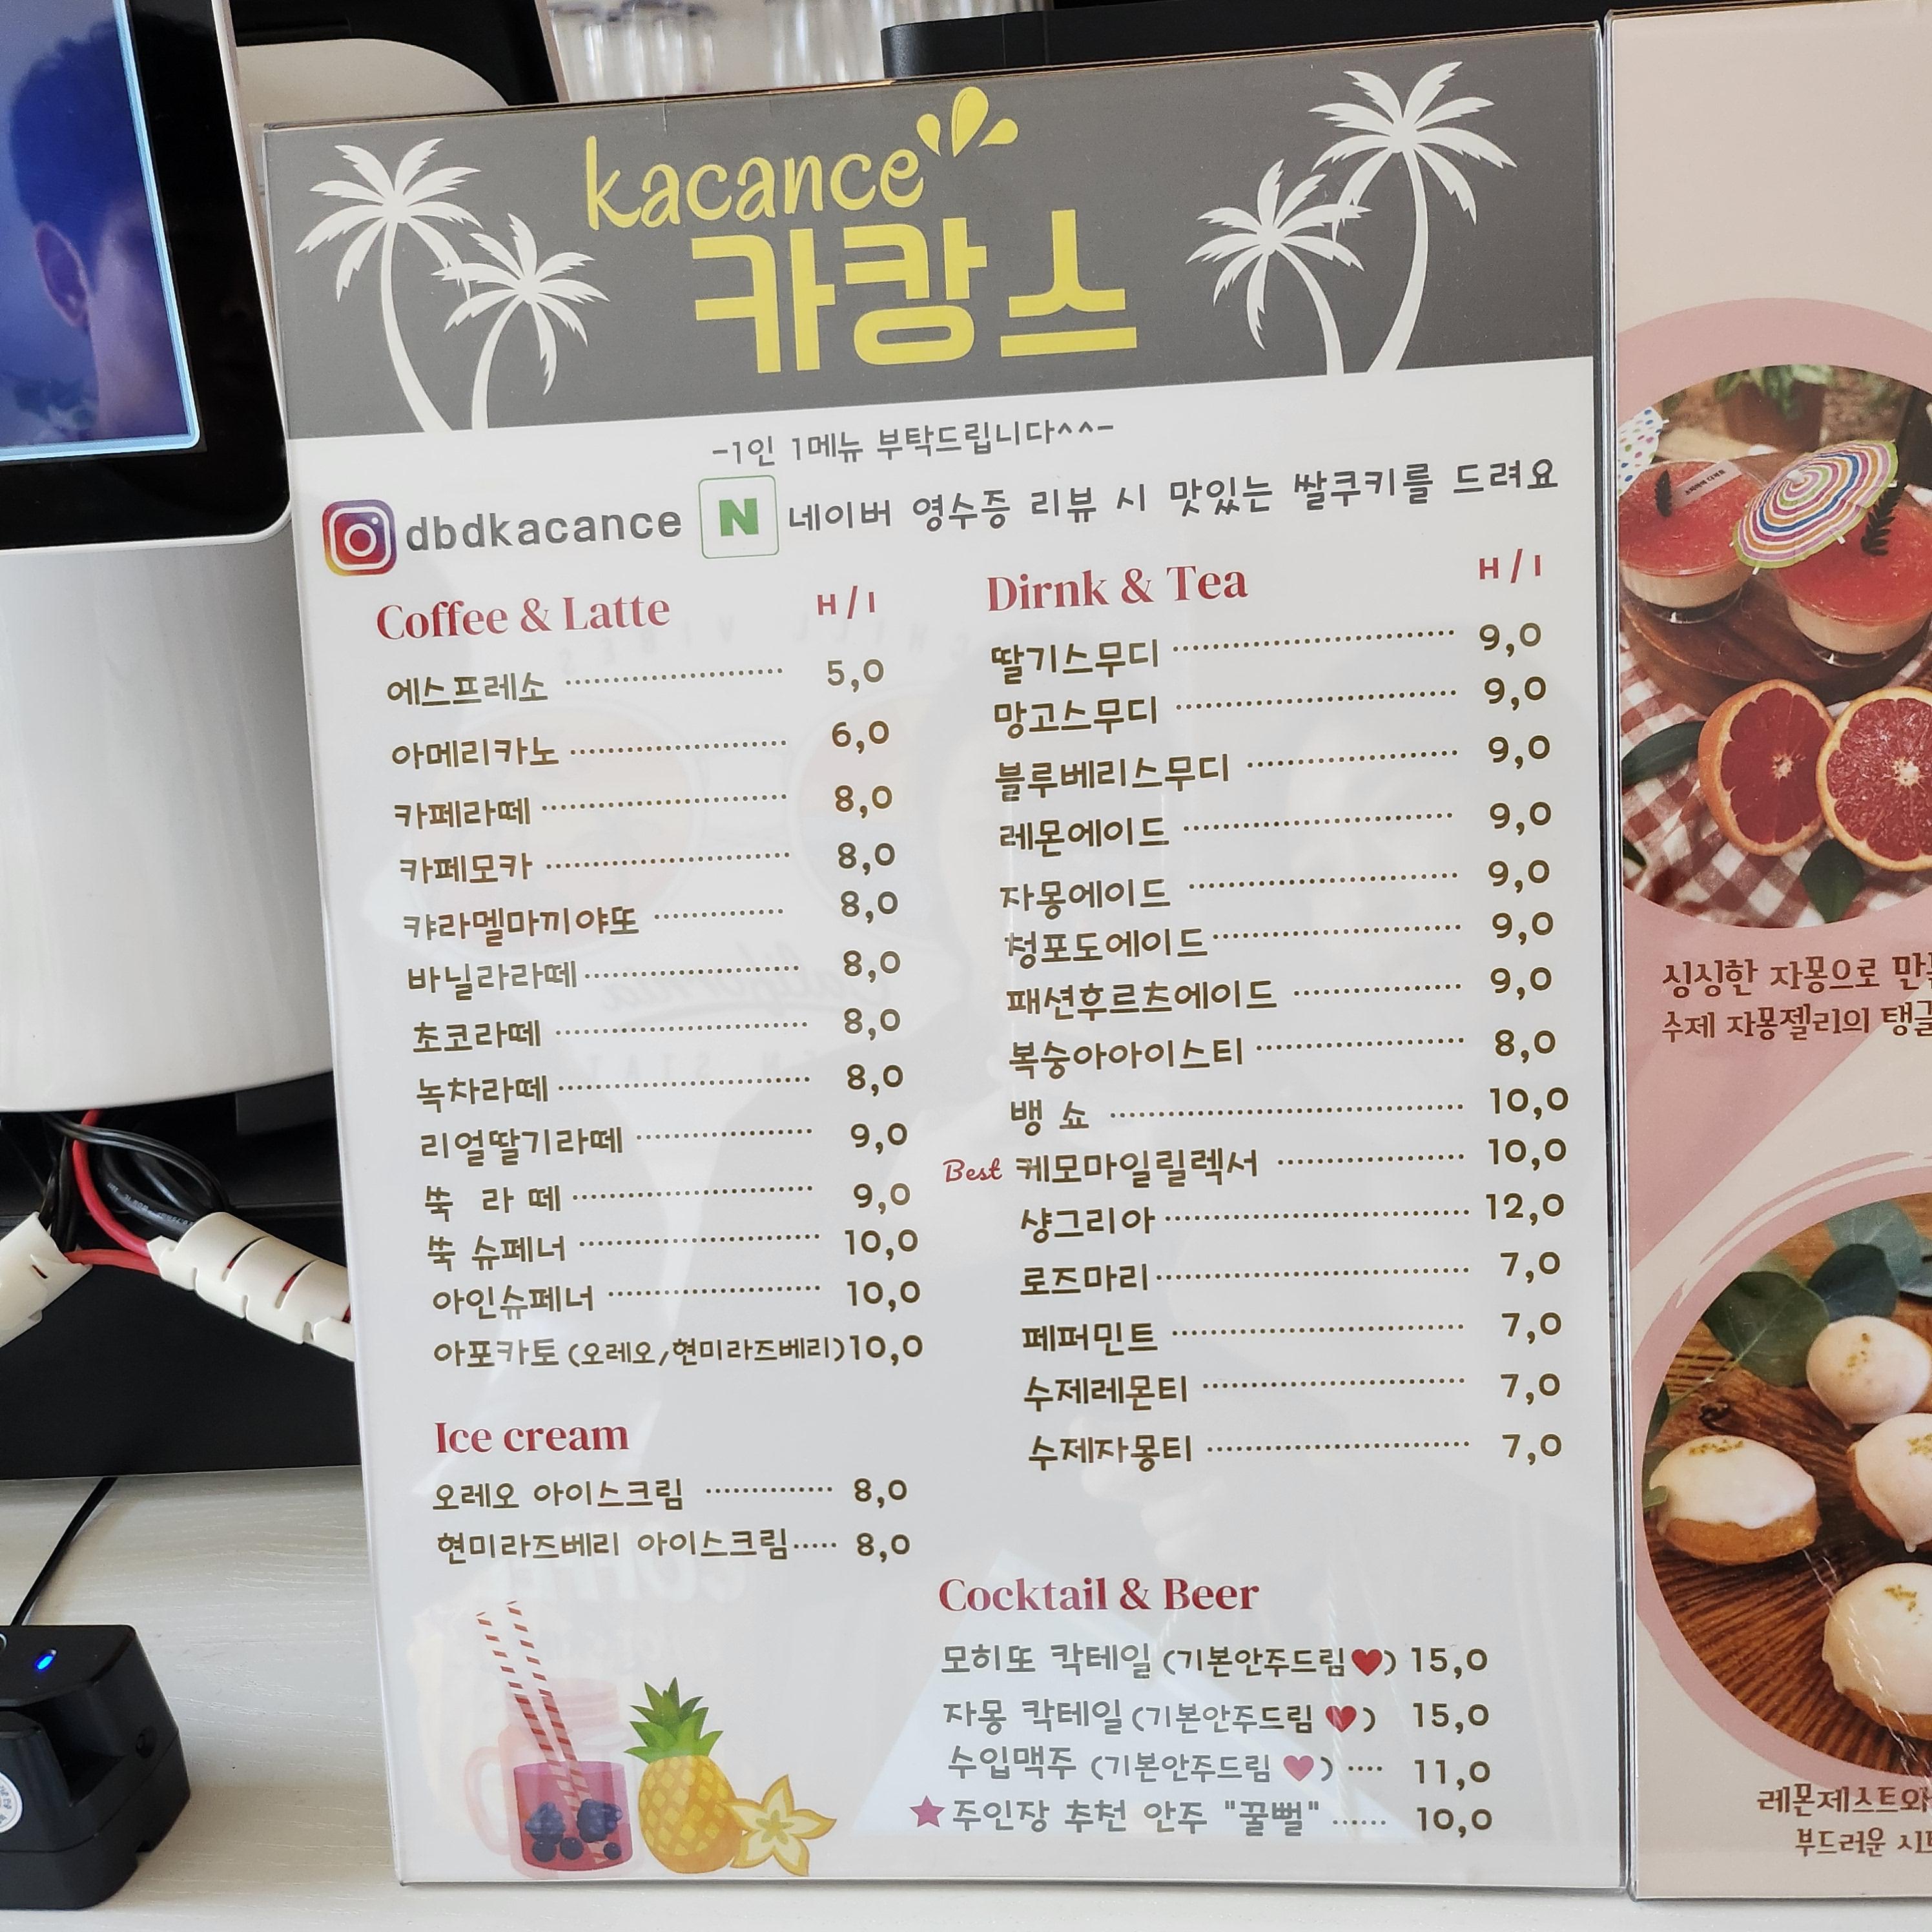 kacance
카캉스
-1인 1메뉴 부탁드립니다^^-
dbdkacance N 네이버 영수증 리뷰 시 맛있는 쌀쿠키를 드려요
Coffee & Latte H/I
에스프레소 5,0
아메리카노 6,0
카페라떼 8,0
카페모카 8,0
캬라멜마끼야또 8,0
바닐라라떼 8,0
초코라떼 8,0
녹차라떼 8,0
리얼딸기라떼 9,0
쑥 라 떼 9,0
쑥 슈페너 10,0
아인슈페너 10,0
아포카토 (오레오/현미라즈베리) 10,0
Ice cream
오레오 아이스크림 8,0
현미라즈베리 아이스크림 8,0
Dirnk & Tea H/I
딸기스무디 9,0
망고스무디 9,0
블루베리스무디 9,0
레몬에이드 9,0
자몽에이드 9,0
청포도에이드 9,0
패션후르츠에이드 9,0
복숭아아이스티 8,0
뱅 쇼 10,0
Best 케모마일릴렉서 10,0
샹그리아 12,0
로즈마리 7,0
페퍼민트 7,0
수제레몬티 7,0
수제자몽티 7,0
Cocktail & Beer
모히또 칵테일 (기본안주드림♥) 15,0
자몽 칵테일 (기본안주드림 ♥) 15,0
수입맥주 (기본안주드림 ♥) 11,0
★주인장 추천 안주 "꿀뻘" 10,0
싱싱한 자몽으로
수제 자몽젤리의
레몬제스트와
부드러운